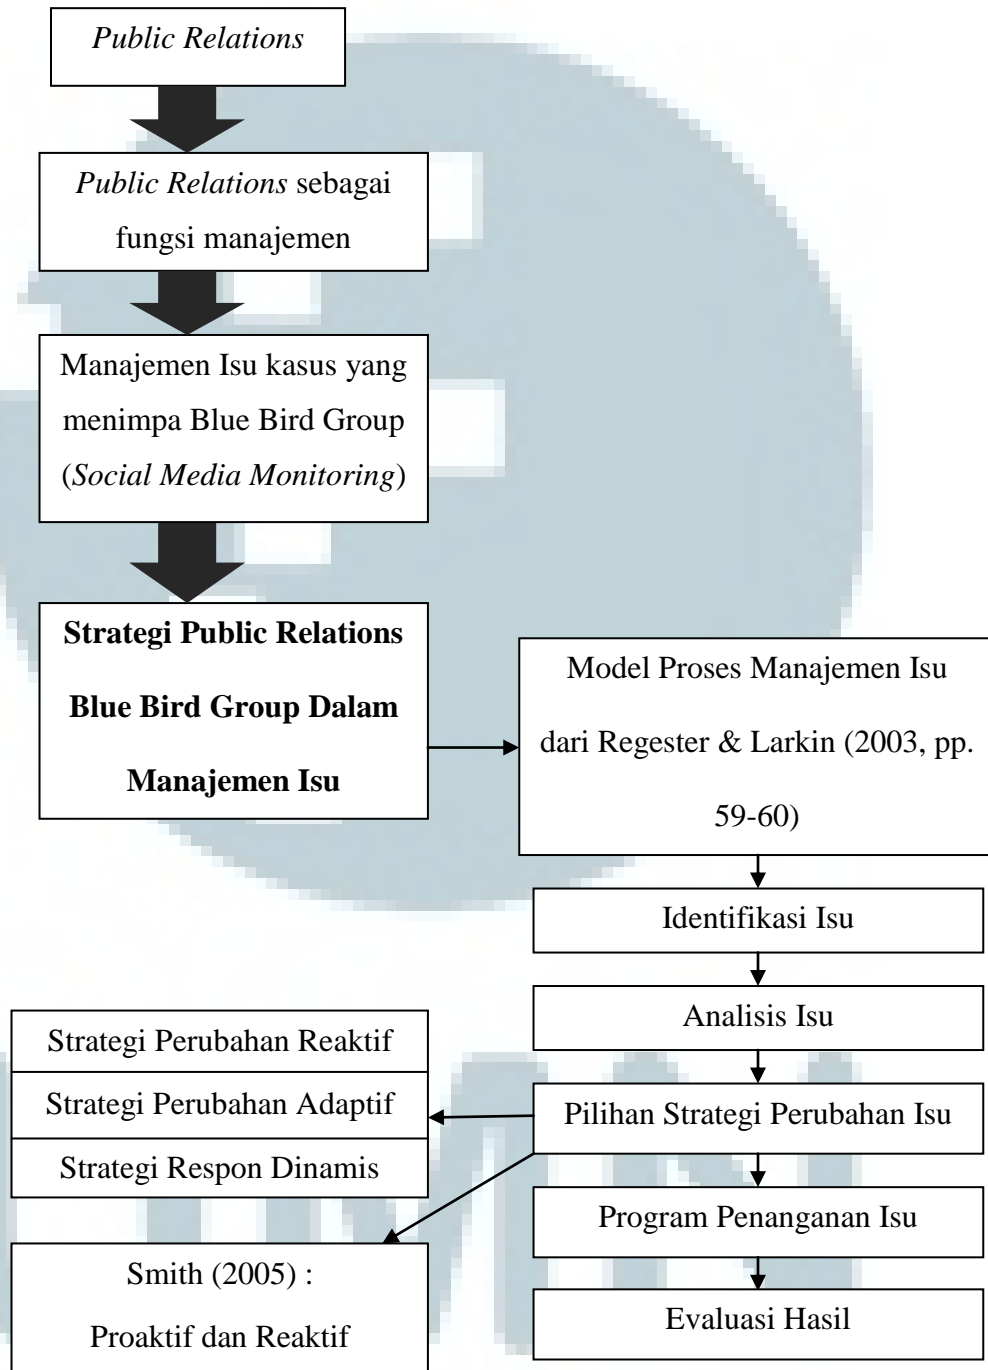 Public Relations
Public Relations sebagai
fungsi manajemen
Manajemen Isu kasus yang
menimpa Blue Bird Group
(Social Media Monitoring)
Strategi Public Relations
Blue Bird Group Dalam
Manajemen Isu
Model Proses Manajemen Isu
dari Regester & Larkin (2003, pp.
59-60)
Identifikasi Isu
Analisis Isu
Pilihan Strategi Perubahan Isu
Strategi Perubahan Reaktif
Strategi Perubahan Adaptif
Strategi Respon Dinamis
Smith (2005) :
Proaktif dan Reaktif
Program Penanganan Isu
Evaluasi Hasil